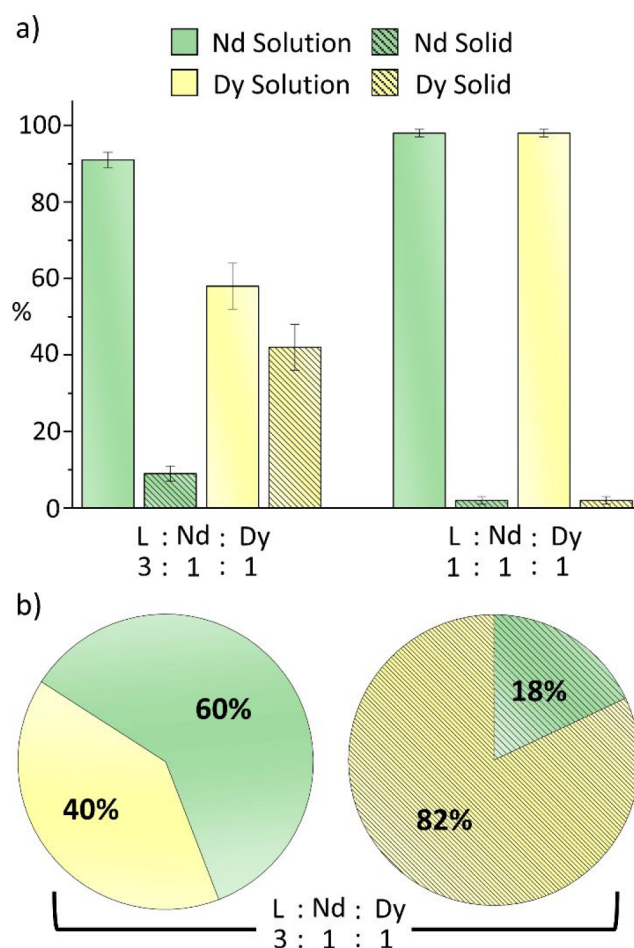 a)
Nd Solution Nd Solid
Dy Solution Dy Solid
100
80
60
%
40
20
0
L : Nd : Dy L : Nd : Dy
3 : 1 : 1 1 : 1 : 1
b)
60% 18%
40% 82%
L : Nd : Dy
3 : 1 : 1